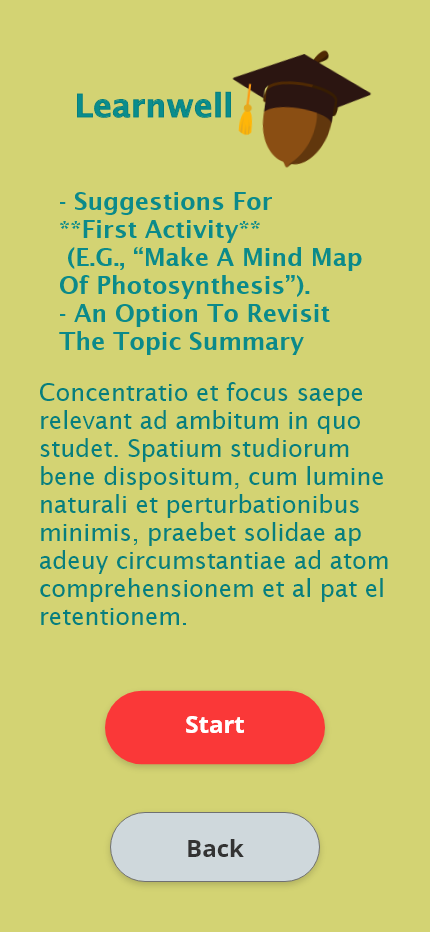 Learnwell
- Suggestions For
**First Activity**
(E.G., “Make A Mind Map
Of Photosynthesis”).
- An Option To Revisit
The Topic Summary
Concentratio et focus saepe
relevant ad ambitum in quo
studet. Spatium studiorum
bene dispositum, cum lumine
naturali et perturbationibus
minimis, praebet solidae ap
adeuy circumstantiae ad atom
comprehensionem et al pat el
retentionem.
Start
Back